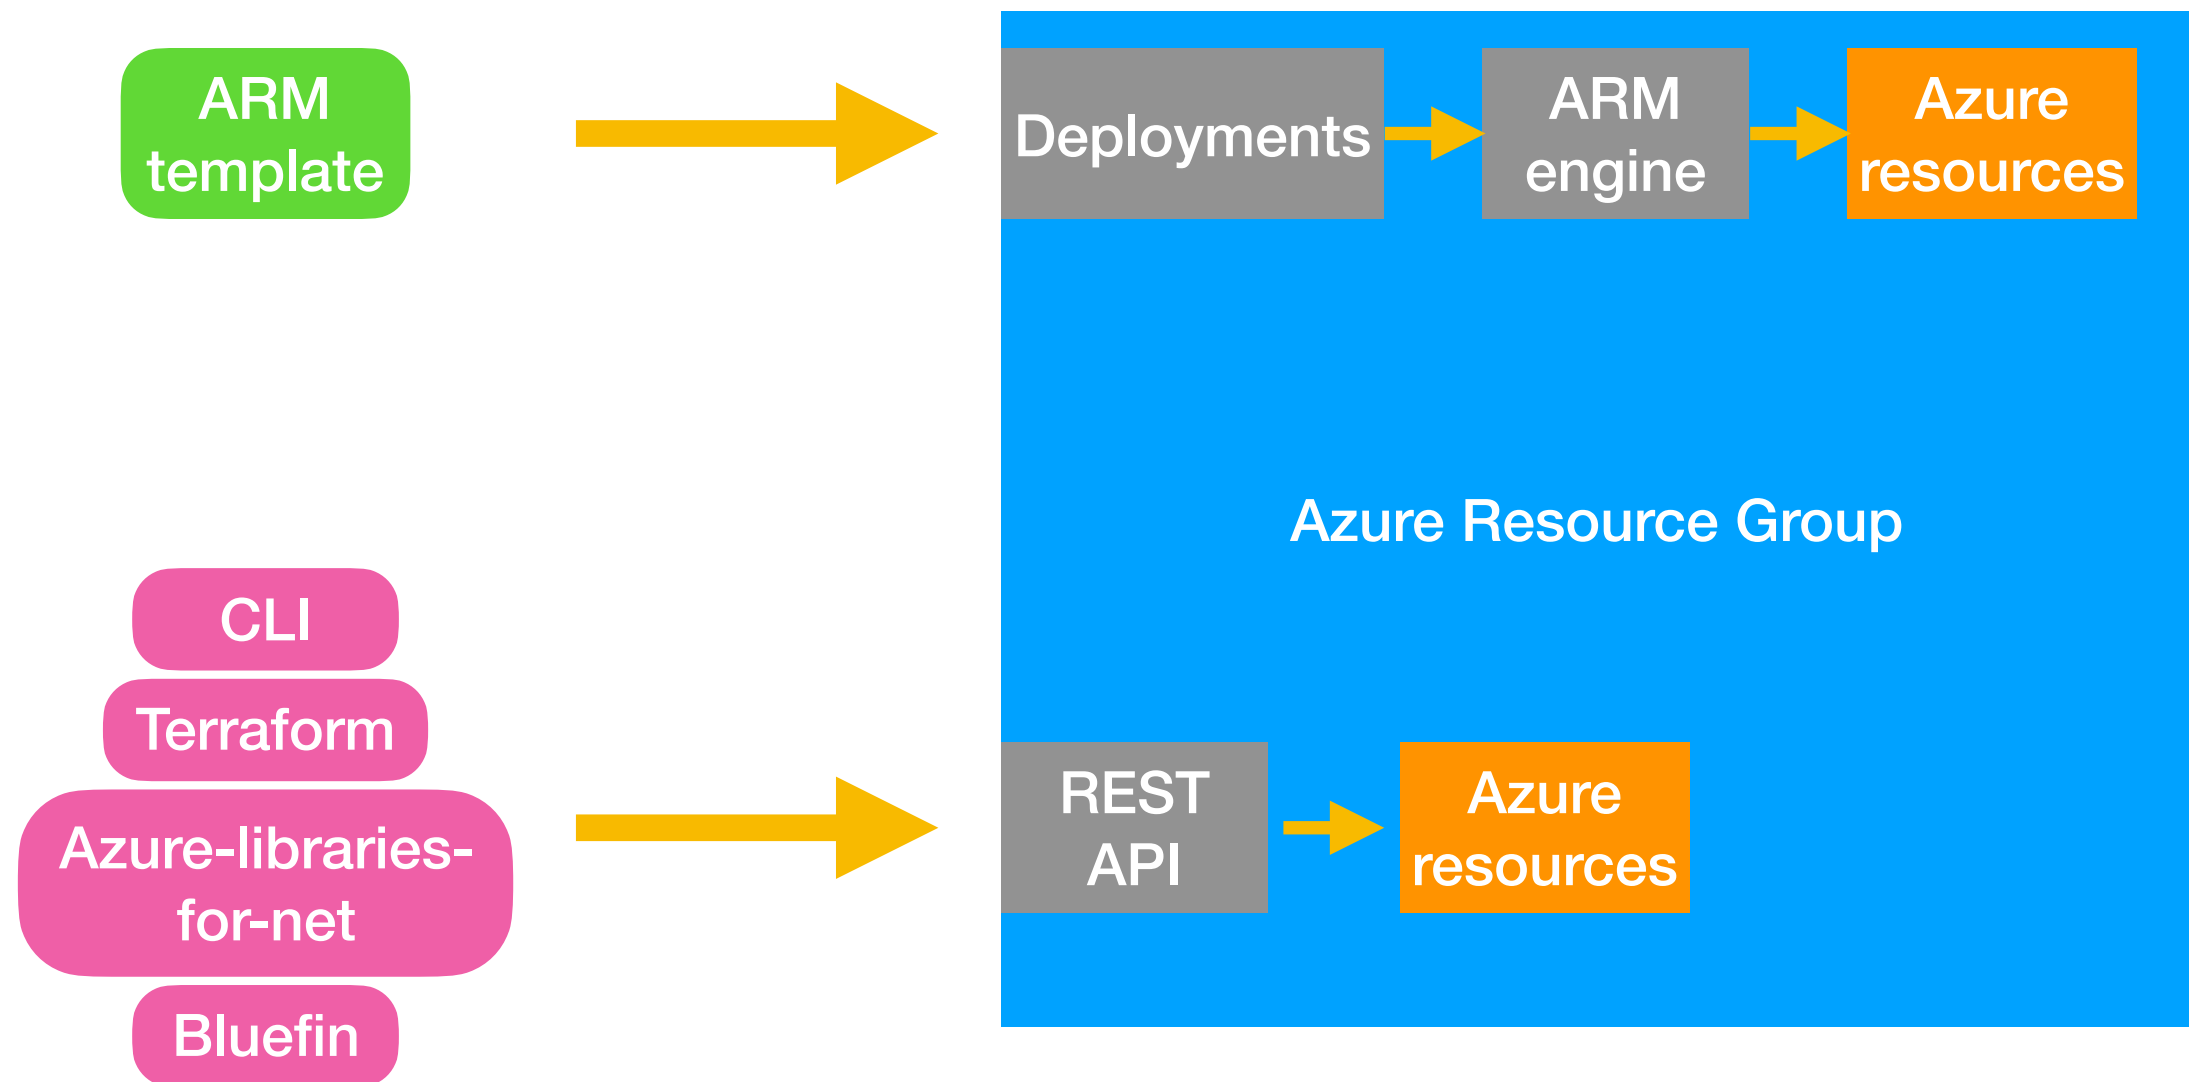 ARM
template
Deployments
ARM
engine
Azure
resources
Azure Resource Group
CLI
Terraform
Azure-libraries-
for-net
Bluefin
REST
API
Azure
resources